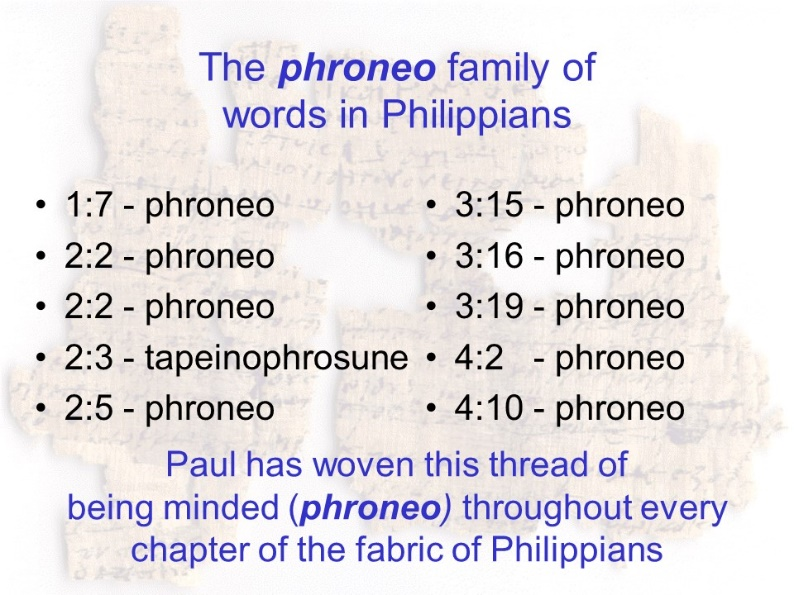 The phroneo family of
words in Philippians
• 1:7 - phroneo
• 2:2 - phroneo
• 2:2 - phroneo
• 2:3 - tapeinophrosune
• 2:5 - phroneo
• 3:15 - phroneo
• 3:16 - phroneo
• 3:19 - phroneo
• 4:2 - phroneo
• 4:10 - phroneo
Paul has woven this thread of
being minded (phroneo) throughout every
chapter of the fabric of Philippians